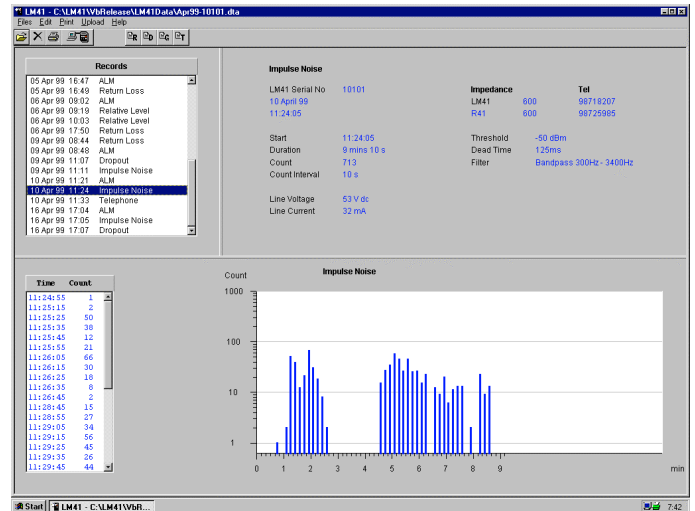 LM41 - C:\LM41\VbRelease\LM41Data\Apr99-10101.dta
Files Edit Print Upload Help
R D G T
Records
05 Apr 99 16:47 ALM
05 Apr 99 16:49 Return Loss
06 Apr 99 09:02 ALM
06 Apr 99 09:19 Relative Level
06 Apr 99 10:03 Relative Level
06 Apr 99 17:50 Return Loss
09 Apr 99 08:44 Return Loss
09 Apr 99 08:48 ALM
09 Apr 99 11:07 Dropout
09 Apr 99 11:11 Impulse Noise
10 Apr 99 11:21 ALM
10 Apr 99 11:24 Impulse Noise
10 Apr 99 11:33 Telephone
16 Apr 99 17:04 ALM
16 Apr 99 17:05 Impulse Noise
16 Apr 99 17:07 Dropout
Impulse Noise
LM41 Serial No 10101
10 April 99
11:24:05
Impedance Tel
LM41 600 98718207
R41 600 98725985
Start 11:24:05
Duration 9 mins 10 s
Count 713
Count Interval 10 s
Threshold -50 dBm
Dead Time 125ms
Filter Bandpass 300Hz - 3400Hz
Line Voltage 53 V dc
Line Current 32 mA
Time Count
11:24:55 1
11:25:15 2
11:25:25 50
11:25:35 38
11:25:45 12
11:25:55 21
11:26:05 66
11:26:15 30
11:26:25 18
11:26:35 8
11:26:45 2
11:28:45 15
11:28:55 27
11:29:05 34
11:29:15 56
11:29:25 45
11:29:35 26
11:29:45 44
Count
Impulse Noise
1000
100
10
1
0 1 2 3 4 5 6 7 8 9 min
Start LM41 - C:\LM41\VbR... 7:42